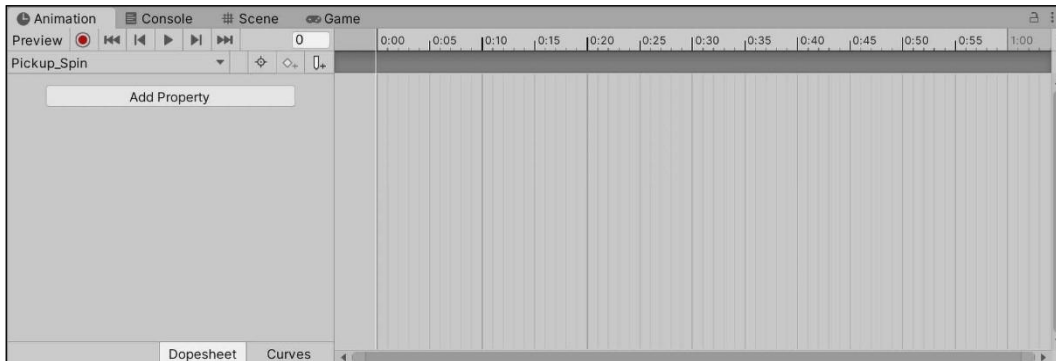 Animation Console Scene Game
Preview 0 0:00 0:05 0:10 0:15 0:20 0:25 0:30 0:35 0:40 0:45 0:50 0:55 1:00
Pickup_Spin
Add Property
Dopesheet Curves